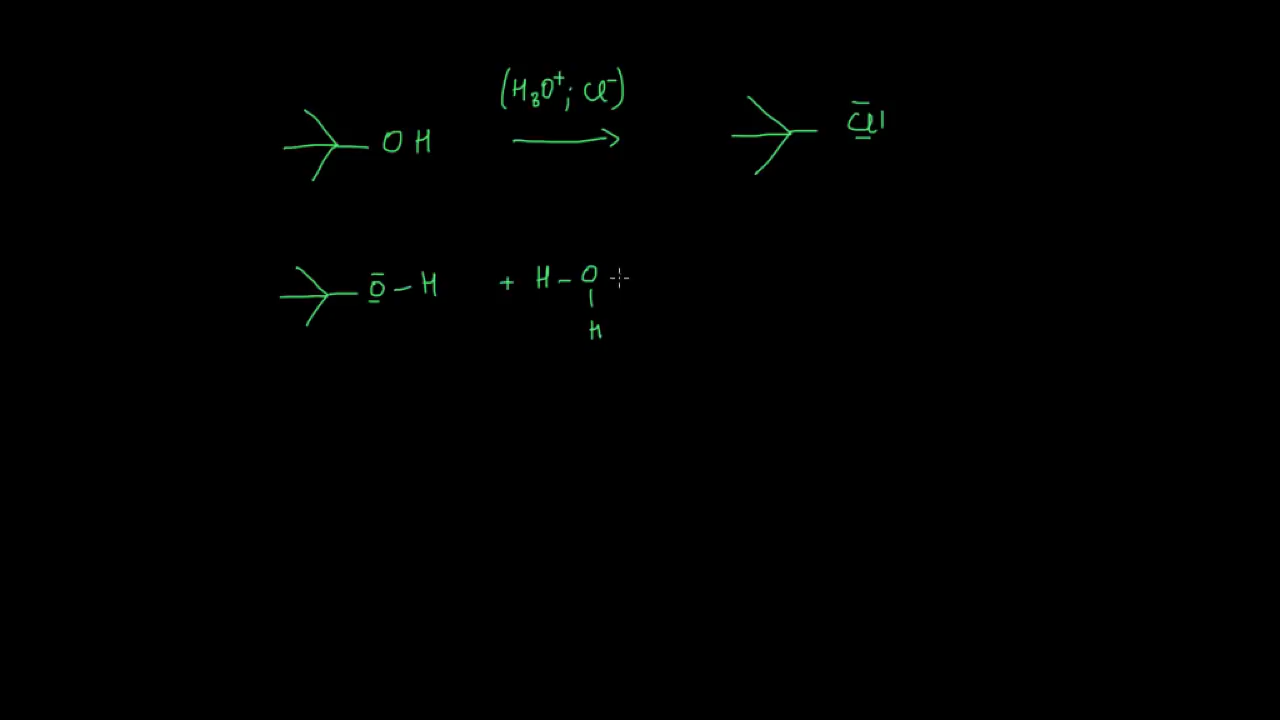 (H₃O⁺; Cl⁻)
OH → Cl
O – H + H – O
H